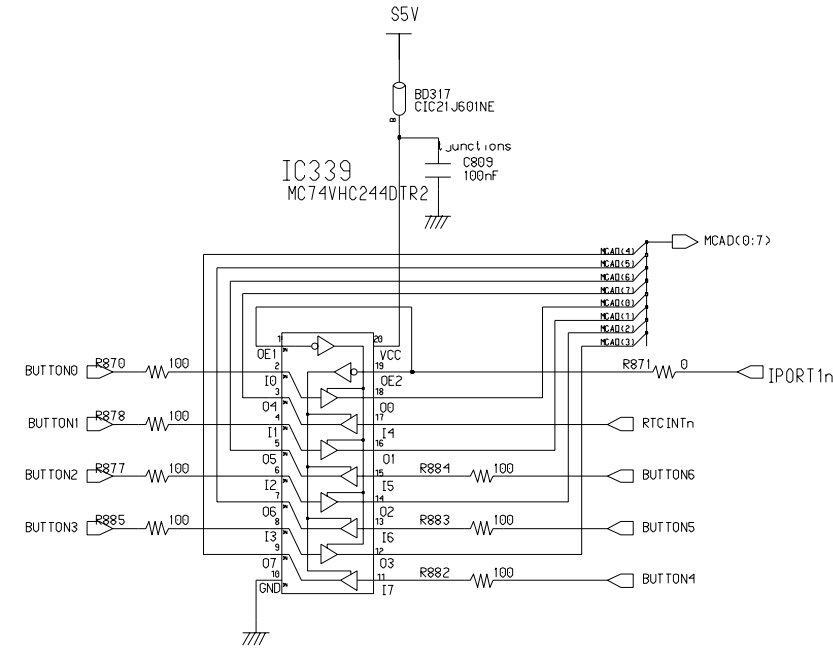 S5V
BD317
CIC21J601NE
junctions
C809
100nF
IC339
MC74VHC244DTR2
MCAD(0:7)
MCAD(4)
MCAD(5)
MCAD(6)
MCAD(7)
MCAD(0)
MCAD(1)
MCAD(2)
MCAD(3)
1
20
OE1
VCC
19
BUTTON0
R870
100
2
I0
OE2
18
R871
0
IPORT1n
3
O4
O0
17
BUTTON1
R878
100
4
I1
I4
16
RTCINTn
5
O5
O1
15
BUTTON2
R877
100
6
I2
I5
14
R884
100
BUTTON6
7
O6
O2
13
BUTTON3
R885
100
8
I3
I6
12
R883
100
BUTTON5
9
O7
O3
10
GND
11
I7
R882
100
BUTTON4